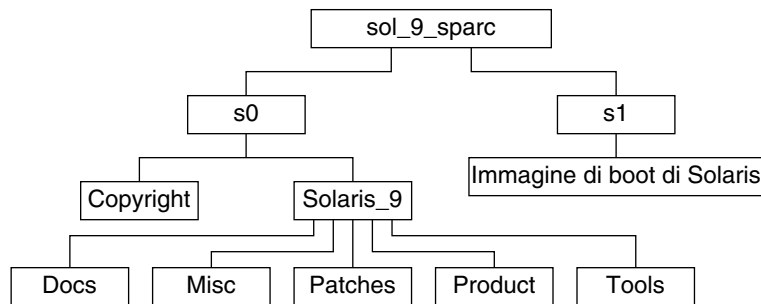 sol_9_sparc
s0
s1
Copyright
Solaris_9
Immagine di boot di Solaris
Docs
Misc
Patches
Product
Tools